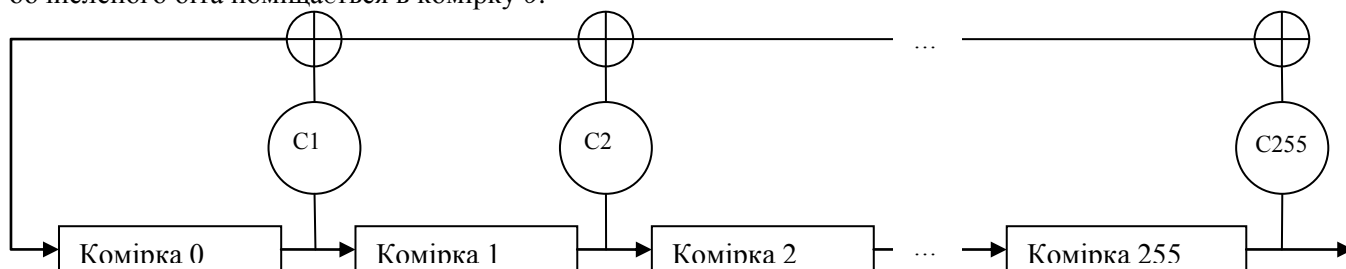 обчисленого біта поміщається в комірку 0.
...
C1 C2 C255
Комірка 0 Комірка 1 Комірка 2 ... Комірка 255